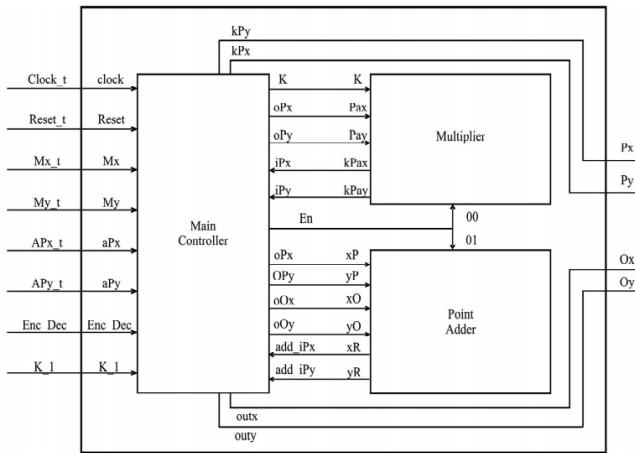 kPy
kPx
Clock_t clock K K
Reset_t Reset oPx Pax
oPy Pay Multiplier
Px
Mx_t Mx iPx kPax
Py
My_t My iPy kPay
Main
Controller
En 00
01
APx_t aPx oPx xP
Ox
APy_t aPy OPy yP
Oy
oOx xO Point
Adder
Enc_Dec Enc_Dec oOy yO
add_iPx xR
K_1 K_1 add_iPy yR
outx
outy